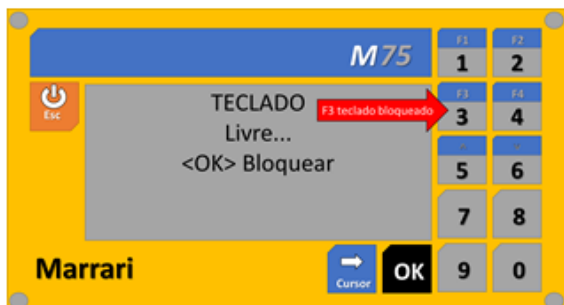 M75
F1
1
F2
2
Esc
TECLADO
Livre...
<OK> Bloquear
F3 teclado bloqueado
F3
3
F4
4
5
6
7
8
Marrari
Cursor
OK
9
0